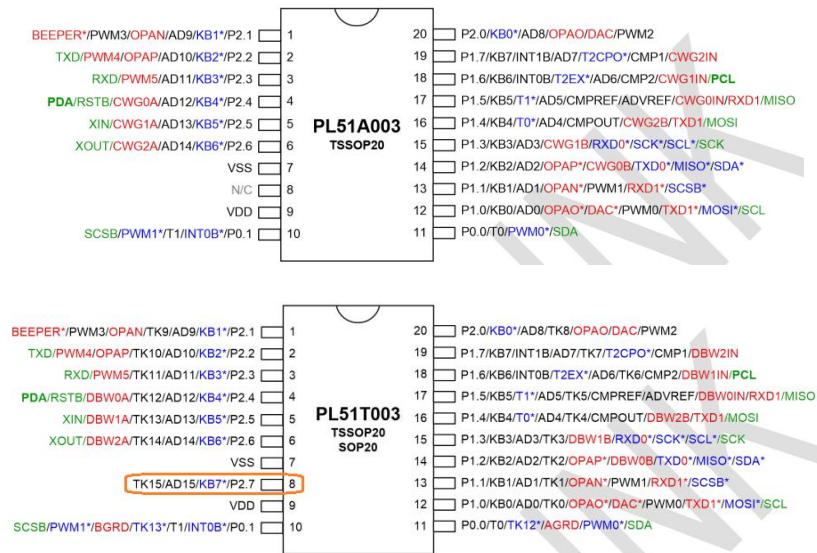 BEEPER*/PWM3/OPAN/AD9/KB1*/P2.1 1 20 P2.0/KB0*/AD8/OPAO/DAC/PWM2
TXD/PWM4/OPAP/AD10/KB2*/P2.2 2 19 P1.7/KB7/INT1B/AD7/T2CPO*/CMP1/CWG2IN
RXD/PWM5/AD11/KB3*/P2.3 3 18 P1.6/KB6/INT0B/T2EX*/AD6/CMP2/CWG1IN/PCL
PDA/RSTB/CWG0A/AD12/KB4*/P2.4 4 17 P1.5/KB5/T1*/AD5/CMPREF/ADVREF/CWG0IN/RXD1/MISO
XIN/CWG1A/AD13/KB5*/P2.5 5 PL51A003 16 P1.4/KB4/T0*/AD4/CMPOUT/CWG2B/TXD1/MOSI
XOUT/CWG2A/AD14/KB6*/P2.6 6 TSSOP20 15 P1.3/KB3/AD3/CWG1B/RXD0*/SCK*/SCL*/SCK
VSS 7 14 P1.2/KB2/AD2/OPAP*/CWG0B/TXD0*/MISO*/SDA*
N/C 8 13 P1.1/KB1/AD1/OPAN*/PWM1/RXD1*/SCSB*
VDD 9 12 P1.0/KB0/AD0/OPAO*/DAC*/PWM0/TXD1*/MOSI*/SCL
SCSB/PWM1*/T1/INT0B*/P0.1 10 11 P0.0/T0/PWM0*/SDA
BEEPER*/PWM3/OPAN/TK9/AD9/KB1*/P2.1 1 20 P2.0/KB0*/AD8/TK8/OPAO/DAC/PWM2
TXD/PWM4/OPAP/TK10/AD10/KB2*/P2.2 2 19 P1.7/KB7/INT1B/AD7/TK7/T2CPO*/CMP1/DBW2IN
RXD/PWM5/TK11/AD11/KB3*/P2.3 3 18 P1.6/KB6/INT0B/T2EX*/AD6/TK6/CMP2/DBW1IN/PCL
PDA/RSTB/DBW0A/TK12/AD12/KB4*/P2.4 4 17 P1.5/KB5/T1*/AD5/TK5/CMPREF/ADVREF/DBW0IN/RXD1/MISO
XIN/DBW1A/TK13/AD13/KB5*/P2.5 5 PL51T003 16 P1.4/KB4/T0*/AD4/TK4/CMPOUT/DBW2B/TXD1/MOSI
XOUT/DBW2A/TK14/AD14/KB6*/P2.6 6 TSSOP20 15 P1.3/KB3/AD3/TK3/DBW1B/RXD0*/SCK*/SCL*/SCK
VSS 7 SOP20 14 P1.2/KB2/AD2/TK2/OPAP*/DBW0B/TXD0*/MISO*/SDA*
TK15/AD15/KB7*/P2.7 8 13 P1.1/KB1/AD1/TK1/OPAN*/PWM1/RXD1*/SCSB*
VDD 9 12 P1.0/KB0/AD0/TK0/OPAO*/DAC*/PWM0/TXD1*/MOSI*/SCL
SCSB/PWM1*/BGRD/TK13*/T1/INT0B*/P0.1 10 11 P0.0/T0/TK12*/AGRD/PWM0*/SDA